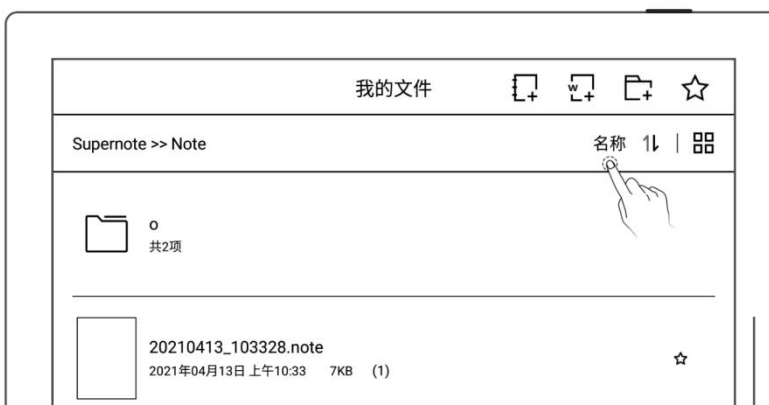 我的文件
W
Supernote >> Note
名称
o
共2项
20210413_103328.note
2021年04月13日 上午10:33 7KB (1)